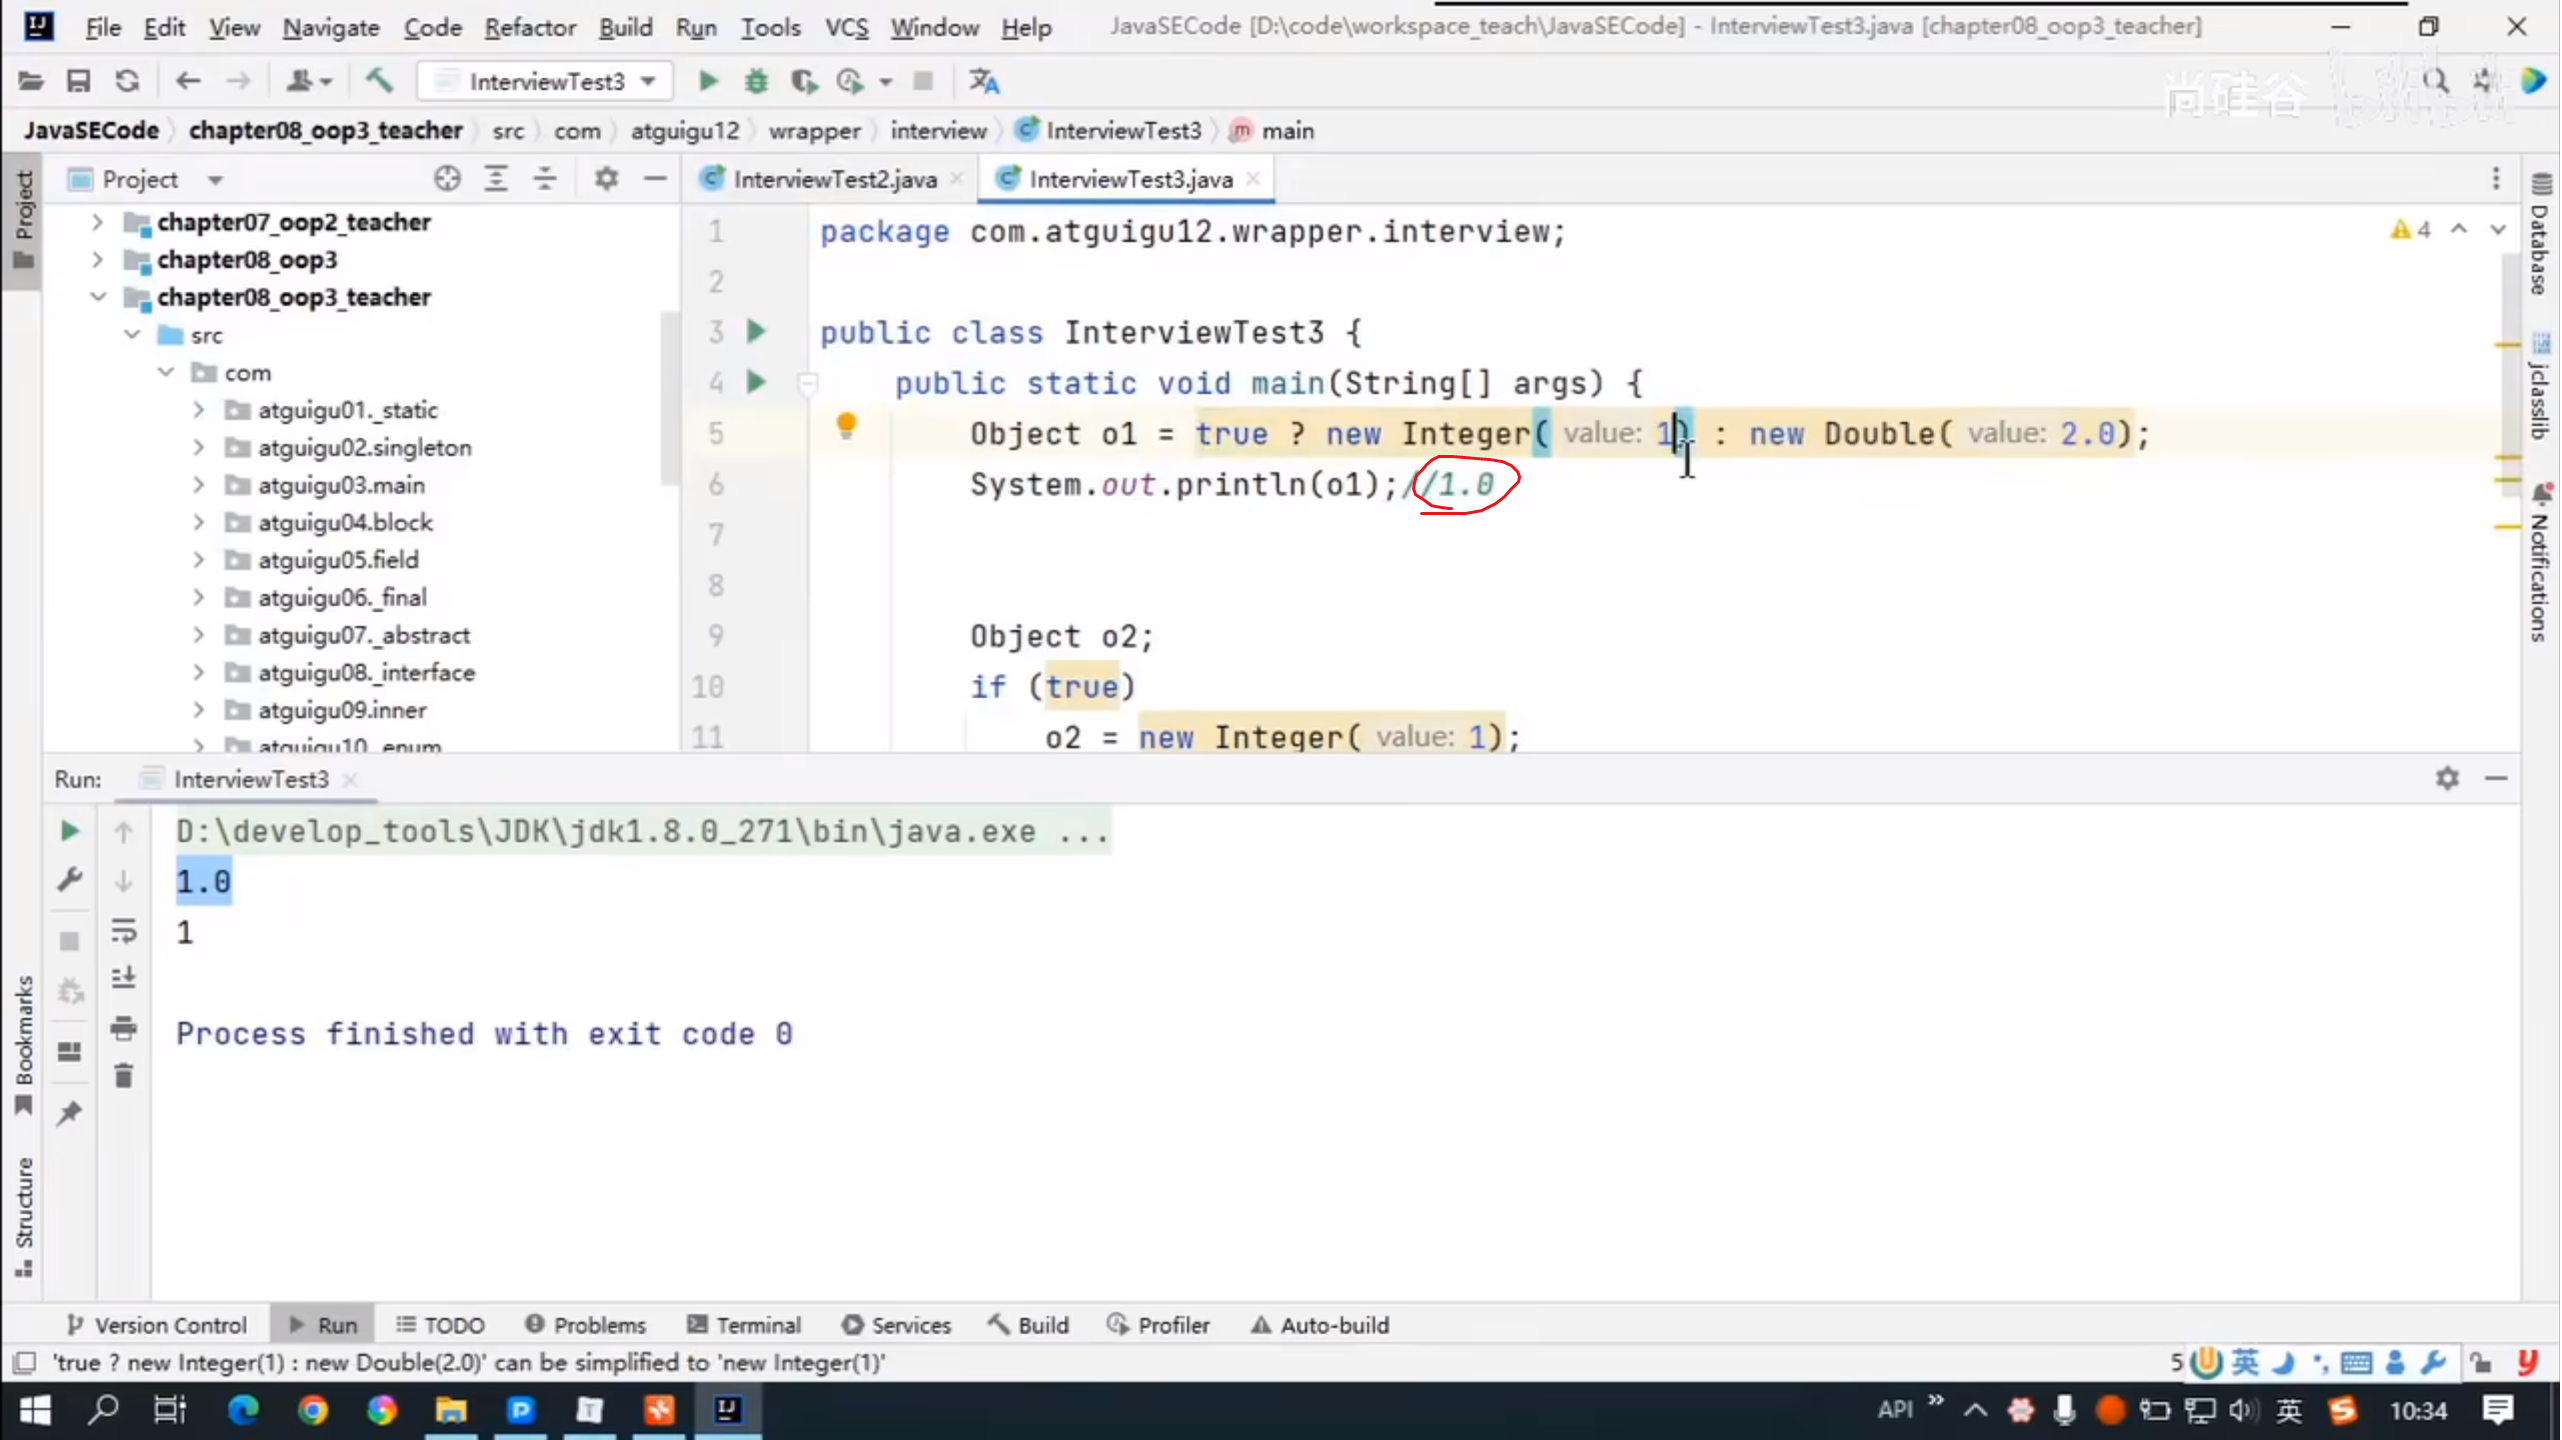 File Edit View Navigate Code Refactor Build Run Tools VCS Window Help JavaSECode [D:\code\workspace_teach\JavaSECode] - InterviewTest3.java [chapter08_oop3_teacher]
InterviewTest3
尚硅谷
JavaSECode chapter08_oop3_teacher src com atguigu12 wrapper interview InterviewTest3 main
Project
Project
InterviewTest2.java
InterviewTest3.java
chapter07_oop2_teacher
chapter08_oop3
chapter08_oop3_teacher
src
com
atguigu01._static
atguigu02.singleton
atguigu03.main
atguigu04.block
atguigu05.field
atguigu06._final
atguigu07._abstract
atguigu08._interface
atguigu09.inner
atguigu10_enum
1 package com.atguigu12.wrapper.interview;
2
3 public class InterviewTest3 {
4 public static void main(String[] args) {
5 Object o1 = true ? new Integer( value: 1) : new Double( value: 2.0);
6 System.out.println(o1);//1.0
7
8
9 Object o2;
10 if (true)
11 o2 = new Integer( value: 1);
4
Database
jclasslib
Notifications
Run: InterviewTest3
D:\develop_tools\JDK\jdk1.8.0_271\bin\java.exe ...
1.0
1
Process finished with exit code 0
Bookmarks
Structure
Version Control Run TODO Problems Terminal Services Build Profiler Auto-build
'true ? new Integer(1) : new Double(2.0)' can be simplified to 'new Integer(1)'
5 英
API 英 10:34